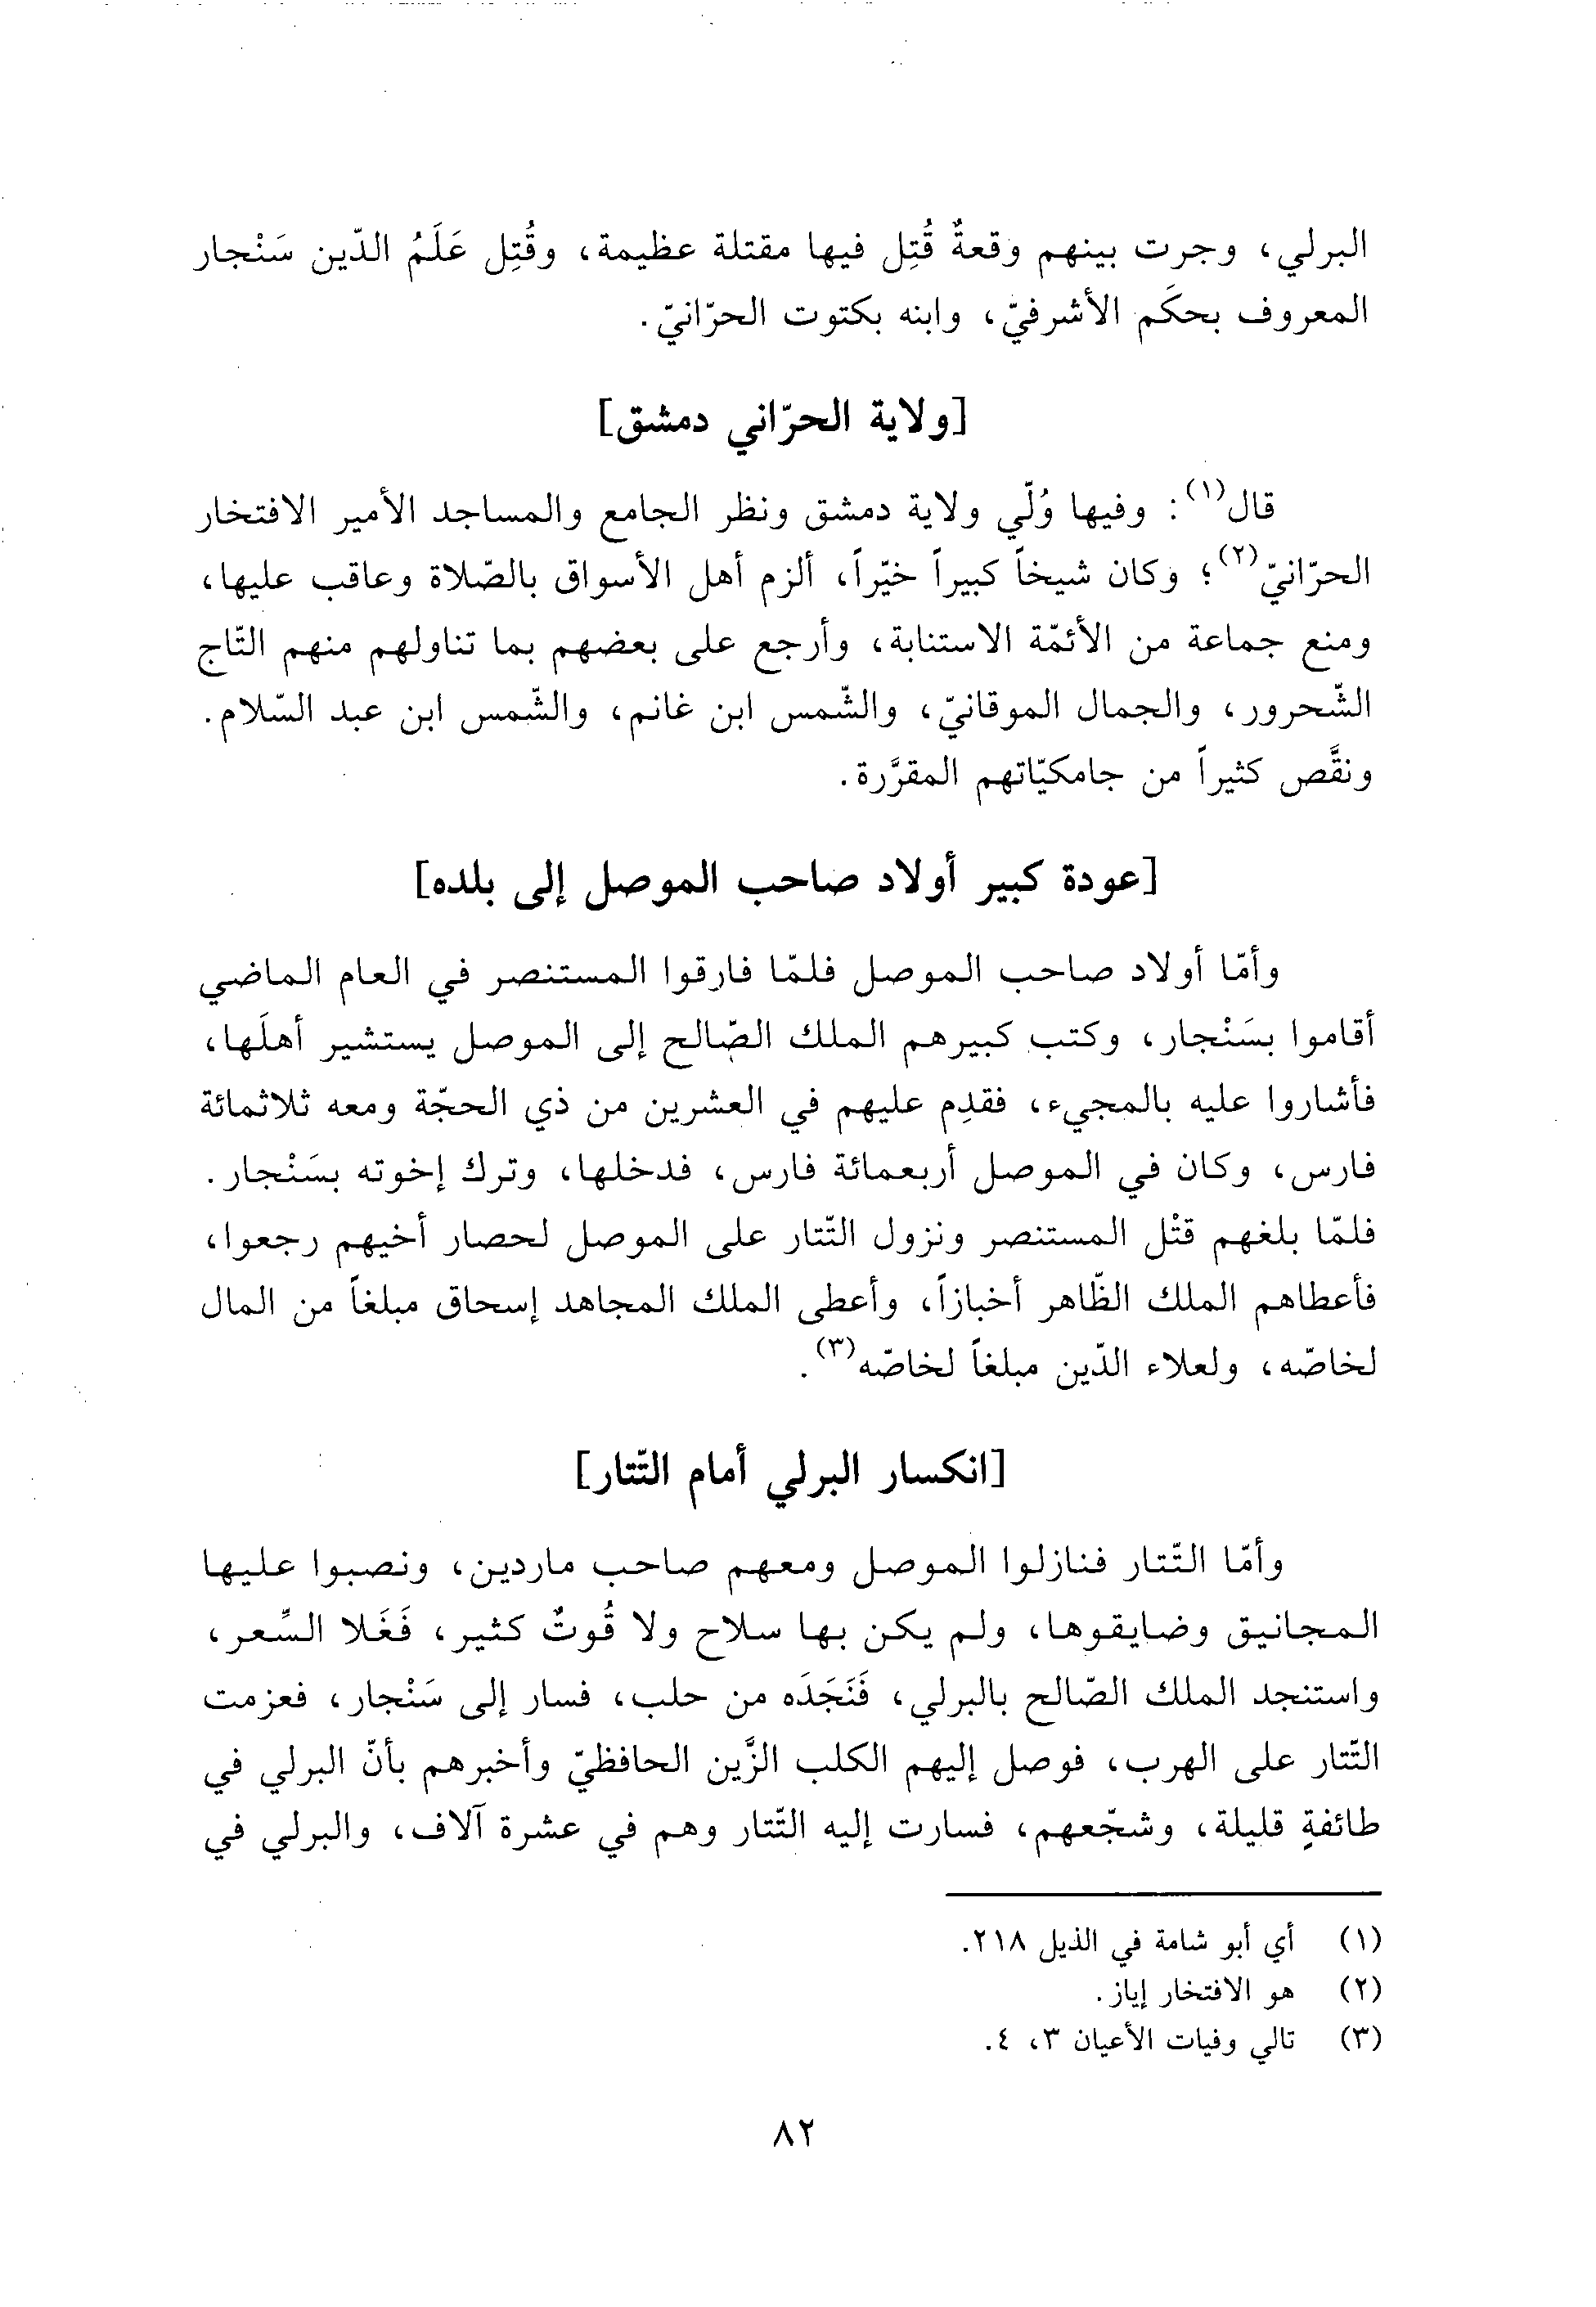 البرلي، وجرت بينهم وقعةٌ قُتِل فيها مقتلة عظيمة، وقُتِل عَلَمُ الدّين سَنْجار
المعروف بحكَم الأشرفيّ، وابنه بكتوت الحرّانيّ.
[ولاية الحرّاني دمشق]
قال(١): وفيها وُلّي ولاية دمشق ونظر الجامع والمساجد الأمير الافتخار
الحرّانيّ(٢)؛ وكان شيخاً كبيراً خيّراً، ألزم أهل الأسواق بالصّلاة وعاقب عليها،
ومنع جماعة من الأئمّة الاستنابة، وأرجع على بعضهم بما تناولهم منهم التّاج
الشّحرور، والجمال الموقانيّ، والشّمس ابن غانم، والشّمس ابن عبد السّلام.
ونقَّص كثيراً من جامكيّاتهم المقرَّرة.
[عودة كبير أولاد صاحب الموصل إلى بلده]
وأمّا أولاد صاحب الموصل فلمّا فارقوا المستنصر في العام الماضي
أقاموا بسَنْجار، وكتب كبيرهم الملك الصّالح إلى الموصل يستشير أهلَها،
فأشاروا عليه بالمجيء، فقدِم عليهم في العشرين من ذي الحجّة ومعه ثلاثمائة
فارس، وكان في الموصل أربعمائة فارس، فدخلها، وترك إخوته بسَنْجار.
فلمّا بلغهم قتْل المستنصر ونزول التّتار على الموصل لحصار أخيهم رجعوا،
فأعطاهم الملك الظّاهر أخبازاً، وأعطى الملك المجاهد إسحاق مبلغاً من المال
لخاصّه، ولعلاء الدّين مبلغاً لخاصّه(٣).
[انكسار البرلي أمام التّتار]
وأمّا التّتار فنازلوا الموصل ومعهم صاحب ماردين، ونصبوا عليها
المجانيق وضايقوها، ولم يكن بها سلاح ولا قُوتٌ كثير، فَغَلا السِّعر،
واستنجد الملك الصّالح بالبرلي، فَنَجَدَه من حلب، فسار إلى سَنْجار، فعزمت
التّتار على الهرب، فوصل إليهم الكلب الزَّين الحافظيّ وأخبرهم بأنّ البرلي في
طائفةٍ قليلة، وشجّعهم، فسارت إليه التّتار وهم في عشرة آلاف، والبرلي في
(١) أي أبو شامة في الذيل ٢١٨.
(٢) هو الافتخار إياز.
(٣) تالي وفيات الأعيان ٣، ٤.
٨٢